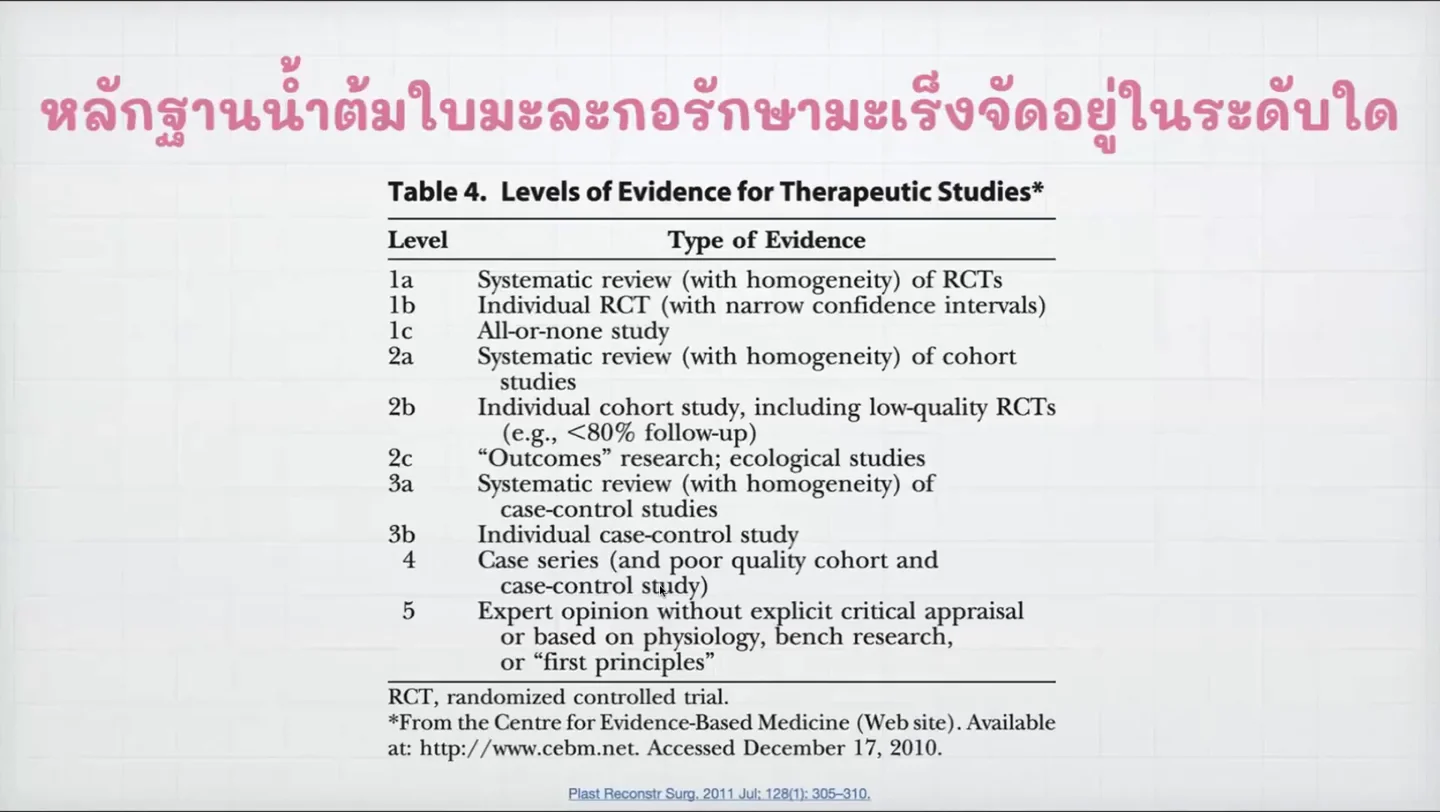 หลักฐานน้ำต้มใบมะละกอรักษามะเร็งจัดอยู่ในระดับใด
Table 4. Levels of Evidence for Therapeutic Studies*
Level Type of Evidence
1a Systematic review (with homogeneity) of RCTs
1b Individual RCT (with narrow confidence intervals)
1c All-or-none study
2a Systematic review (with homogeneity) of cohort
studies
2b Individual cohort study, including low-quality RCTs
(e.g., <80% follow-up)
2c “Outcomes” research; ecological studies
3a Systematic review (with homogeneity) of
case-control studies
3b Individual case-control study
4 Case series (and poor quality cohort and
case-control study)
5 Expert opinion without explicit critical appraisal
or based on physiology, bench research,
or “first principles”
RCT, randomized controlled trial.
*From the Centre for Evidence-Based Medicine (Web site). Available
at: http://www.cebm.net. Accessed December 17, 2010.
Plast Reconstr Surg. 2011 Jul; 128(1): 305–310.